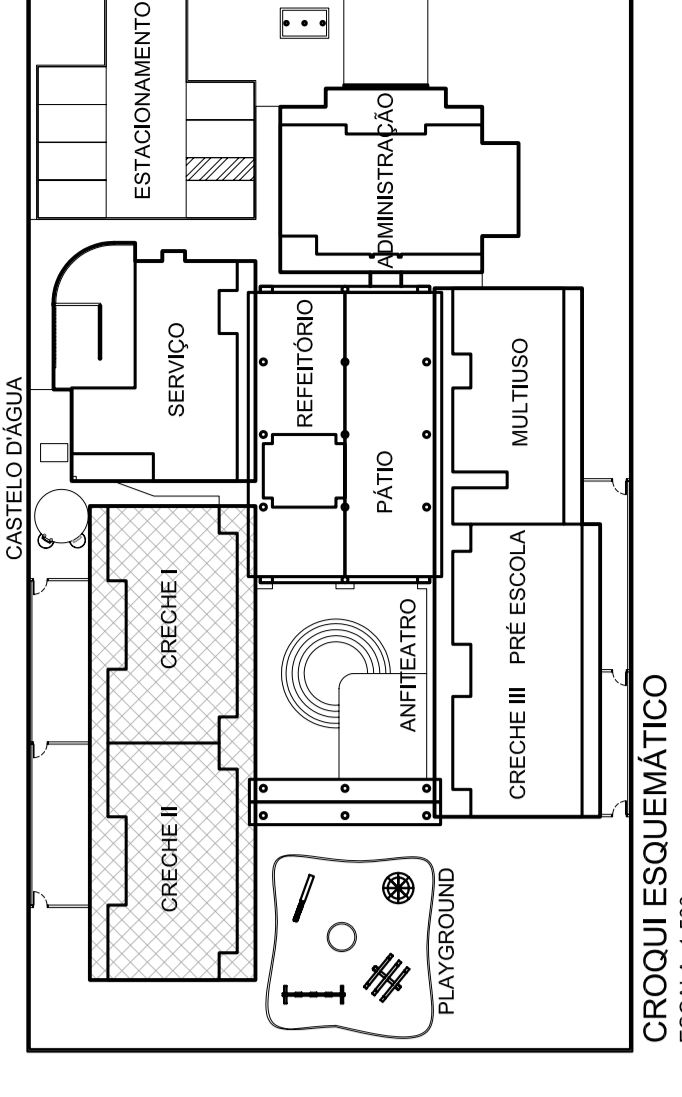 ESTACIONAMENTO
ADMINISTRAÇÃO
CASTELO D'ÁGUA
SERVIÇO
REFEITÓRIO
PÁTIO
MULTIUSO
CRECHE I
CRECHE II
ANFITEATRO
CRECHE III PRÉ ESCOLA
PLAYGROUND
CROQUI ESQUEMÁTICO